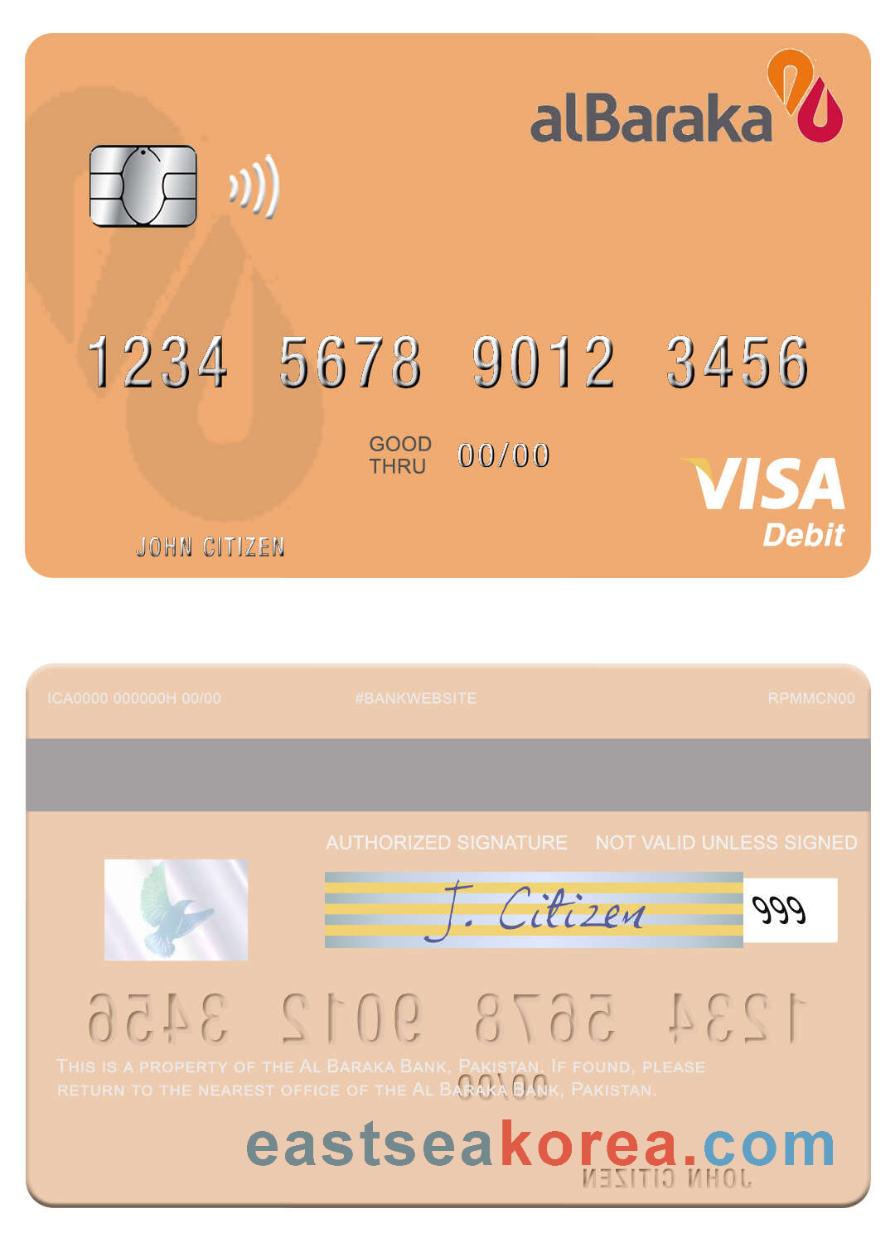 alBaraka
1234 5678 9012 3456
GOOD
THRU 00/00
VISA
Debit
JOHN CITIZEN
ICA0000 000000H 00/00 #BANKWEBSITE RPMMCN00
AUTHORIZED SIGNATURE NOT VALID UNLESS SIGNED
J. Citizen 999
1234 5678 9012 3456
THIS IS A PROPERTY OF THE AL BARAKA BANK, PAKISTAN. IF FOUND, PLEASE
RETURN TO THE NEAREST OFFICE OF THE AL BARAKA BANK, PAKISTAN.
00/00
eastseakorea.com
JOHN CITIZEN